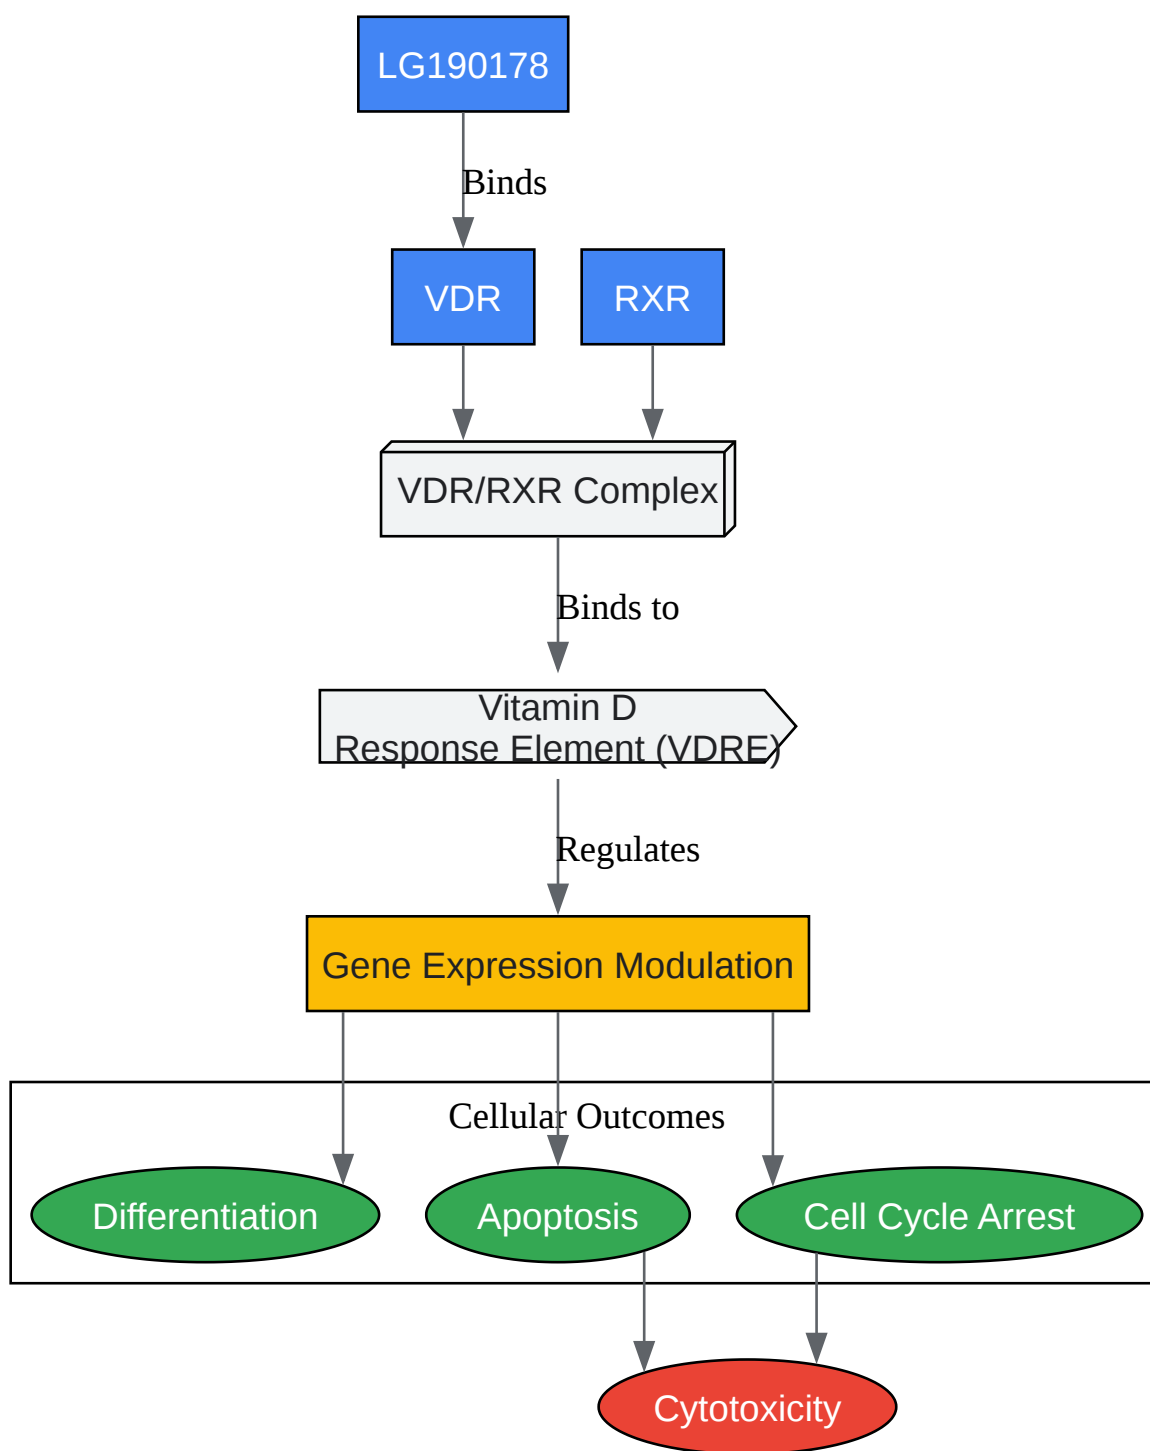 LG190178
Binds
VDR
RXR
VDR/RXR Complex
Binds to
Vitamin D
Response Element (VDRE)
Regulates
Gene Expression Modulation
Cellular Outcomes
Differentiation
Apoptosis
Cell Cycle Arrest
Cytotoxicity